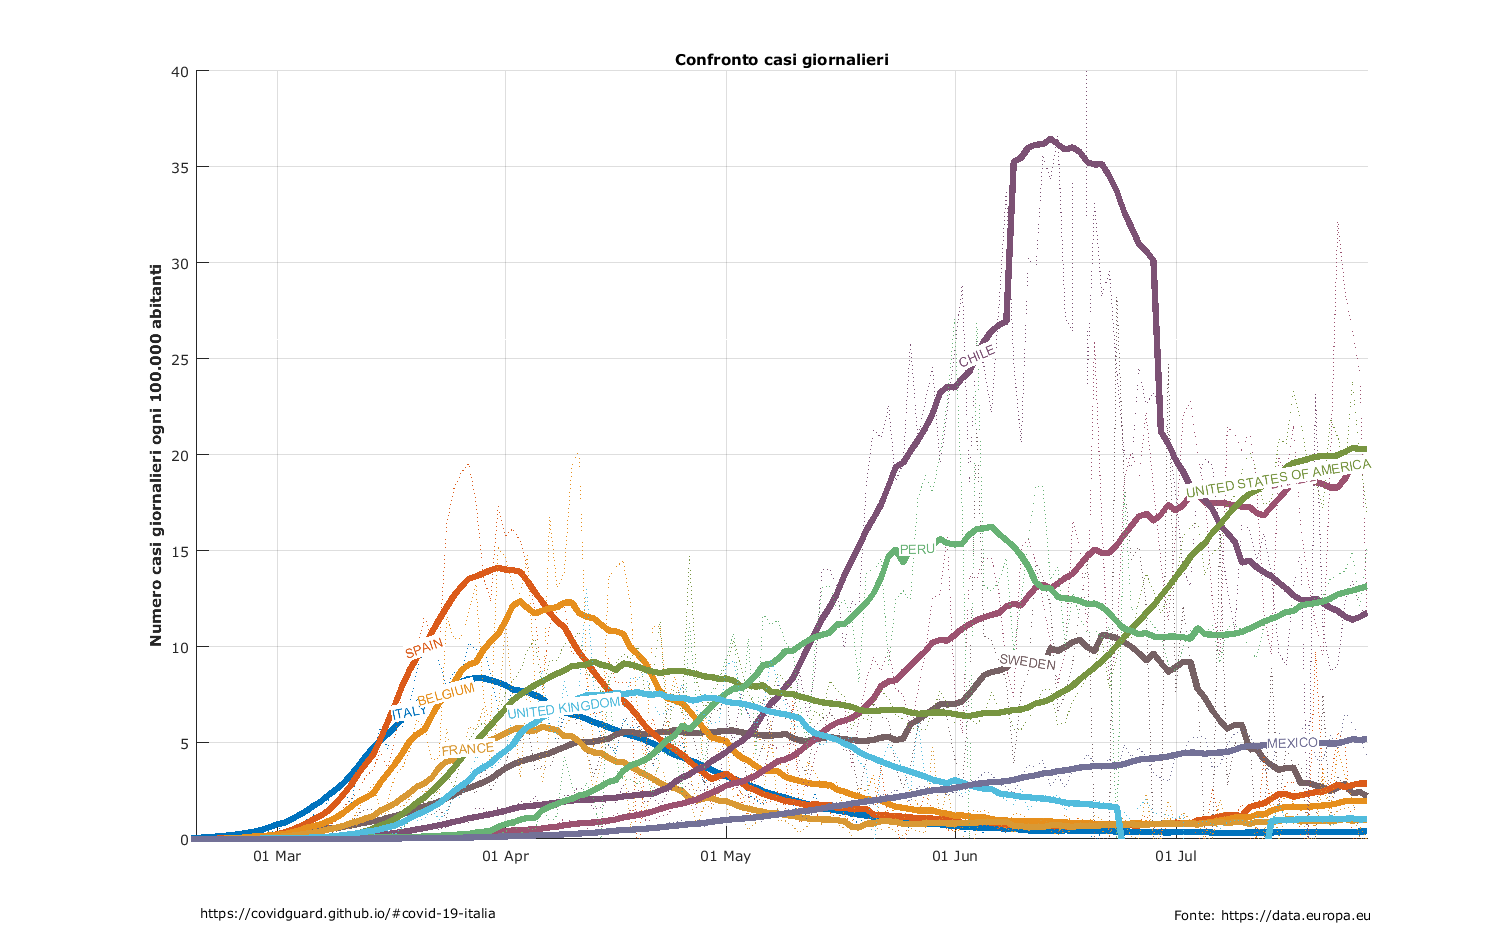 Confronto casi giornalieri
Numero casi giornalieri ogni 100.000 abitanti
40
35
30
25
20
15
10
5
0
CHILE
UNITED STATES OF AMERICA
PERU
SPAIN
SWEDEN
BELGIUM
ITALY
UNITED KINGDOM
FRANCE
MEXICO
01 Mar
01 Apr
01 May
01 Jun
01 Jul
https://covidguard.github.io/#covid-19-italia
Fonte: https://data.europa.eu